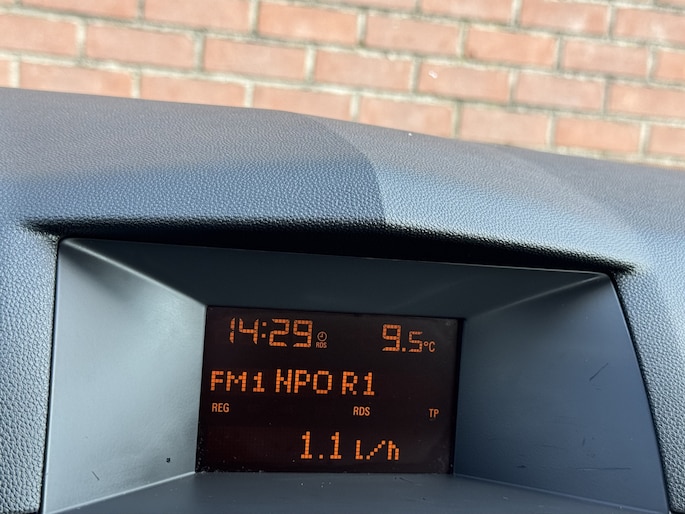 14:29 RDS 9.5°C
FM1 NPO R1
REG RDS TP
1.1 L/h